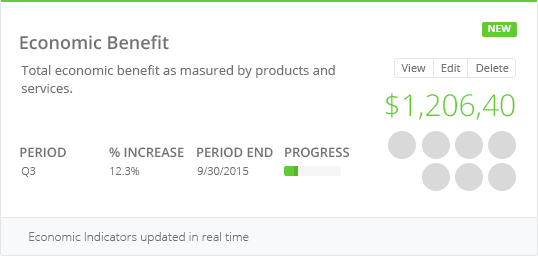 NEW
Economic Benefit
View Edit Delete
Total economic benefit as masured by products and
services.
$1,206,40
PERIOD % INCREASE PERIOD END PROGRESS
Q3 12.3% 9/30/2015
Economic Indicators updated in real time